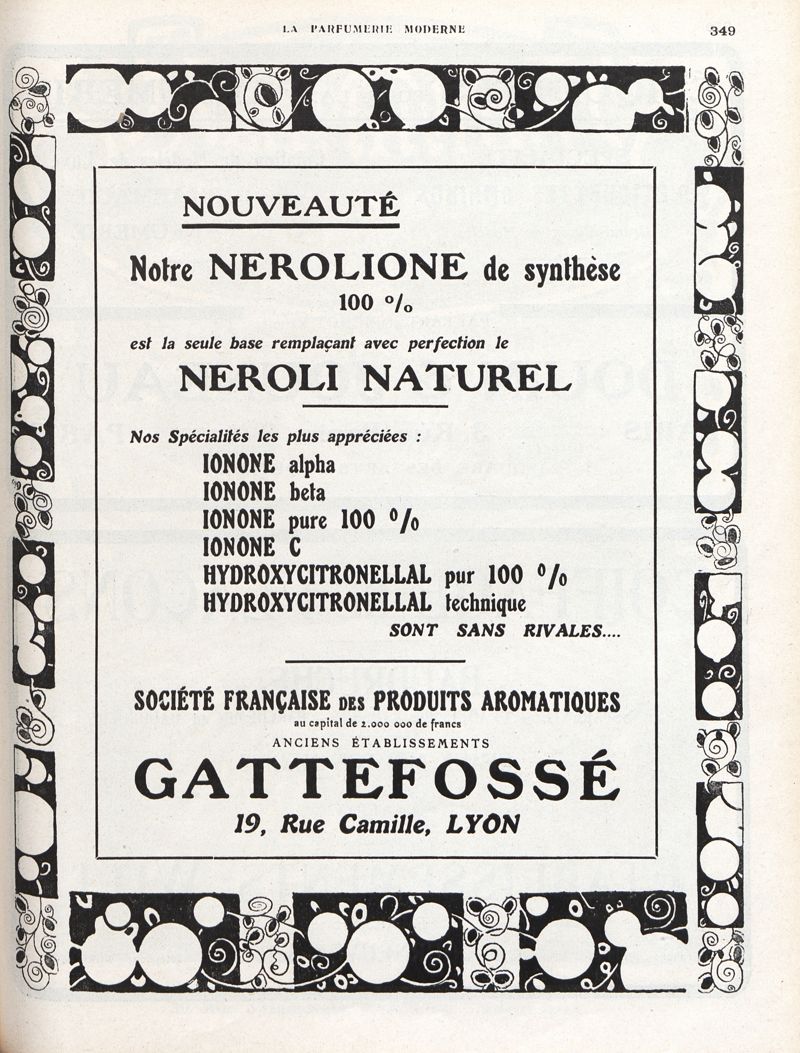 LA PARFUMERIE MODERNE
349
NOUVEAUTÉ
Notre NEROLIONE de synthèse
100 %
est la seule base remplaçant avec perfection le
NEROLI NATUREL
Nos Spécialités les plus appréciées :
IONONE alpha
IONONE beta
IONONE pure 100 %
IONONE C
HYDROXYCITRONELLAL pur 100 %
HYDROXYCITRONELLAL technique
SONT SANS RIVALES....
SOCIÉTÉ FRANÇAISE DES PRODUITS AROMATIQUES
au capital de 2.000 000 de francs
ANCIENS ÉTABLISSEMENTS
GATTEFOSSÉ
19, Rue Camille, LYON